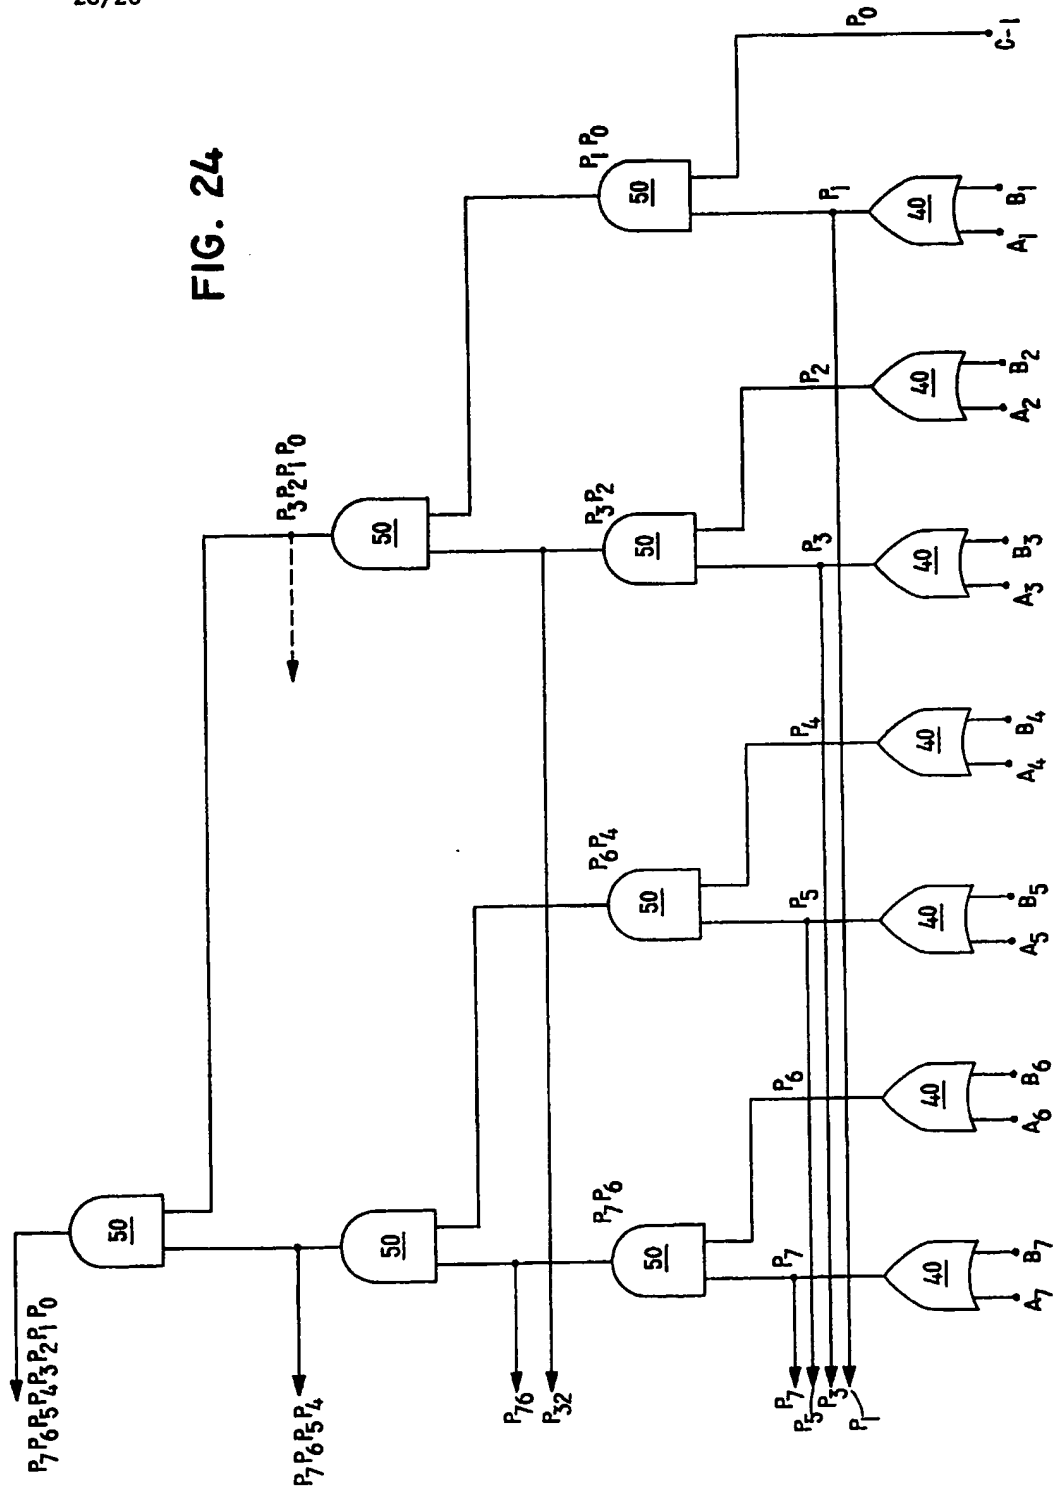 P₇P₆P₅P₄P₃P₂P₁P₀
50
FIG. 24
P₃P₂P₁P₀
P₇P₆P₅P₄
50
50
P₇₆
P₃₂
P₇P₆
P₆P₄
P₃P₂
P₁P₀
50
50
50
50
P₇
P₅
P₃
P₁
P₇
P₆
P₅
P₄
P₃
P₂
P₁
P₀
40
40
40
40
40
40
40
A₇ B₇
A₆ B₆
A₅ B₅
A₄ B₄
A₃ B₃
A₂ B₂
A₁ B₁
C-1